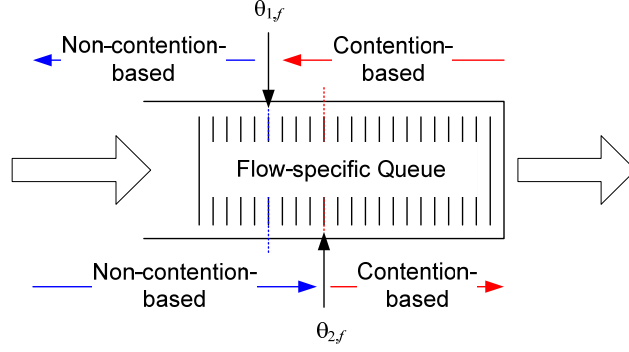 θ1,f
Non-contention-
based
Contention-
based
Flow-specific Queue
Non-contention-
based
Contention-
based
θ2,f